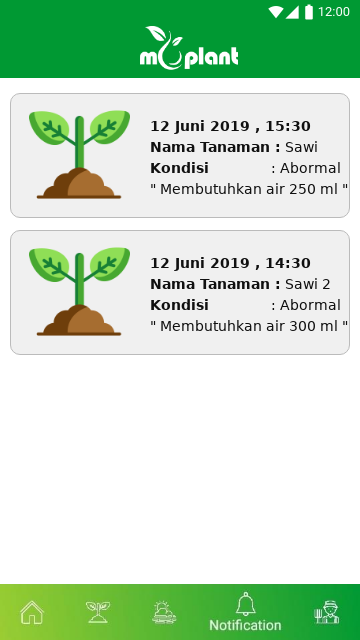 12:00
myplant
12 Juni 2019 , 15:30
Nama Tanaman : Sawi
Kondisi : Abormal
" Membutuhkan air 250 ml "
12 Juni 2019 , 14:30
Nama Tanaman : Sawi 2
Kondisi : Abormal
" Membutuhkan air 300 ml "
Notification